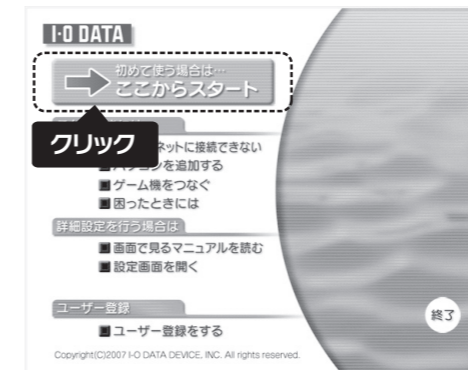 I-O DATA
初めて使う場合は…
ここからスタート
クリック
ネットに接続できない
を追加する
■ゲーム機をつなぐ
■困ったときには
詳細設定を行う場合は
■画面で見るマニュアルを読む
■設定画面を開く
ユーザー登録
■ユーザー登録をする
終了
Copyright(C)2007 I-O DATA DEVICE, INC. All rights reserved.